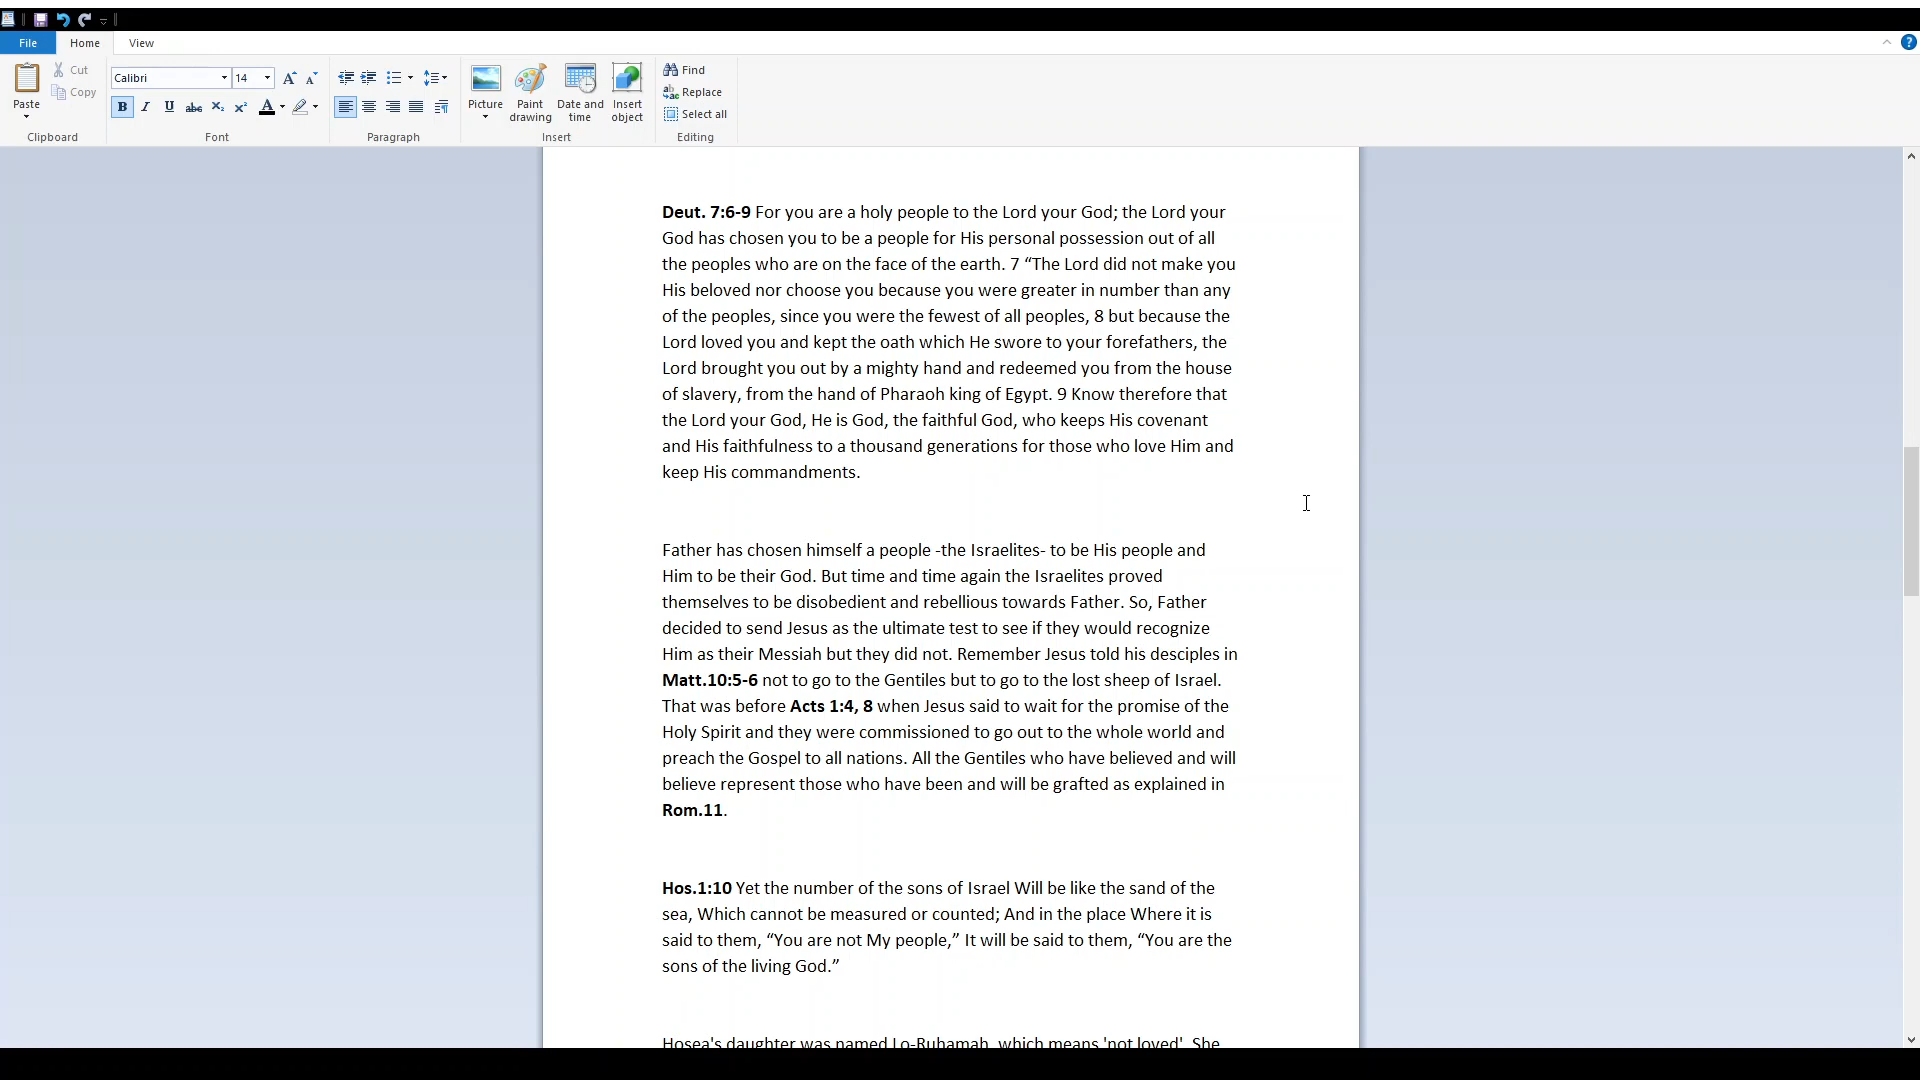 File
Home
View
?
Paste
Cut
Copy
Clipboard
Calibri
14
A
A
B
I
U
abc
X2
X2
A
Font
Paragraph
Picture
Paint drawing
Date and time
Insert object
Insert
Find
Replace
Select all
Editing
Deut. 7:6-9 For you are a holy people to the Lord your God; the Lord your
God has chosen you to be a people for His personal possession out of all
the peoples who are on the face of the earth. 7 “The Lord did not make you
His beloved nor choose you because you were greater in number than any
of the peoples, since you were the fewest of all peoples, 8 but because the
Lord loved you and kept the oath which He swore to your forefathers, the
Lord brought you out by a mighty hand and redeemed you from the house
of slavery, from the hand of Pharaoh king of Egypt. 9 Know therefore that
the Lord your God, He is God, the faithful God, who keeps His covenant
and His faithfulness to a thousand generations for those who love Him and
keep His commandments.
Father has chosen himself a people -the Israelites- to be His people and
Him to be their God. But time and time again the Israelites proved
themselves to be disobedient and rebellious towards Father. So, Father
decided to send Jesus as the ultimate test to see if they would recognize
Him as their Messiah but they did not. Remember Jesus told his desciples in
Matt.10:5-6 not to go to the Gentiles but to go to the lost sheep of Israel.
That was before Acts 1:4, 8 when Jesus said to wait for the promise of the
Holy Spirit and they were commissioned to go out to the whole world and
preach the Gospel to all nations. All the Gentiles who have believed and will
believe represent those who have been and will be grafted as explained in
Rom.11.
Hos.1:10 Yet the number of the sons of Israel Will be like the sand of the
sea, Which cannot be measured or counted; And in the place Where it is
said to them, “You are not My people,” It will be said to them, “You are the
sons of the living God.”
Hosea's daughter was named Lo-Ruhamah, which means 'not loved'. She